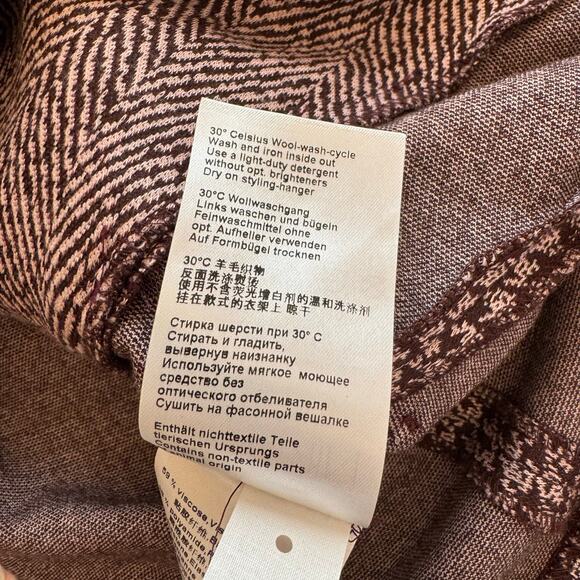 30° Celsius Wool-wash-cycle
Wash and iron inside out
Use a light-duty detergent
without opt. brighteners
Dry on styling-hanger
30°C Wollwaschgang
Links waschen und bügeln
Feinwaschmittel ohne
opt. Aufheller verwenden
Auf Formbügel trocknen
30°C 羊毛织物
反面洗涤熨烫
使用不含荧光增白剂的温和洗涤剂
挂在款式的衣架上 晾干
Стирка шерсти при 30° C
Стирать и гладить,
вывернув наизнанку
Используйте мягкое моющее
средство без
оптического отбеливателя
Сушить на фасонной вешалке
Enthält nichttextile Teile
tierischen Ursprungs
Contains non-textile parts
animal origin
59 % viscose,